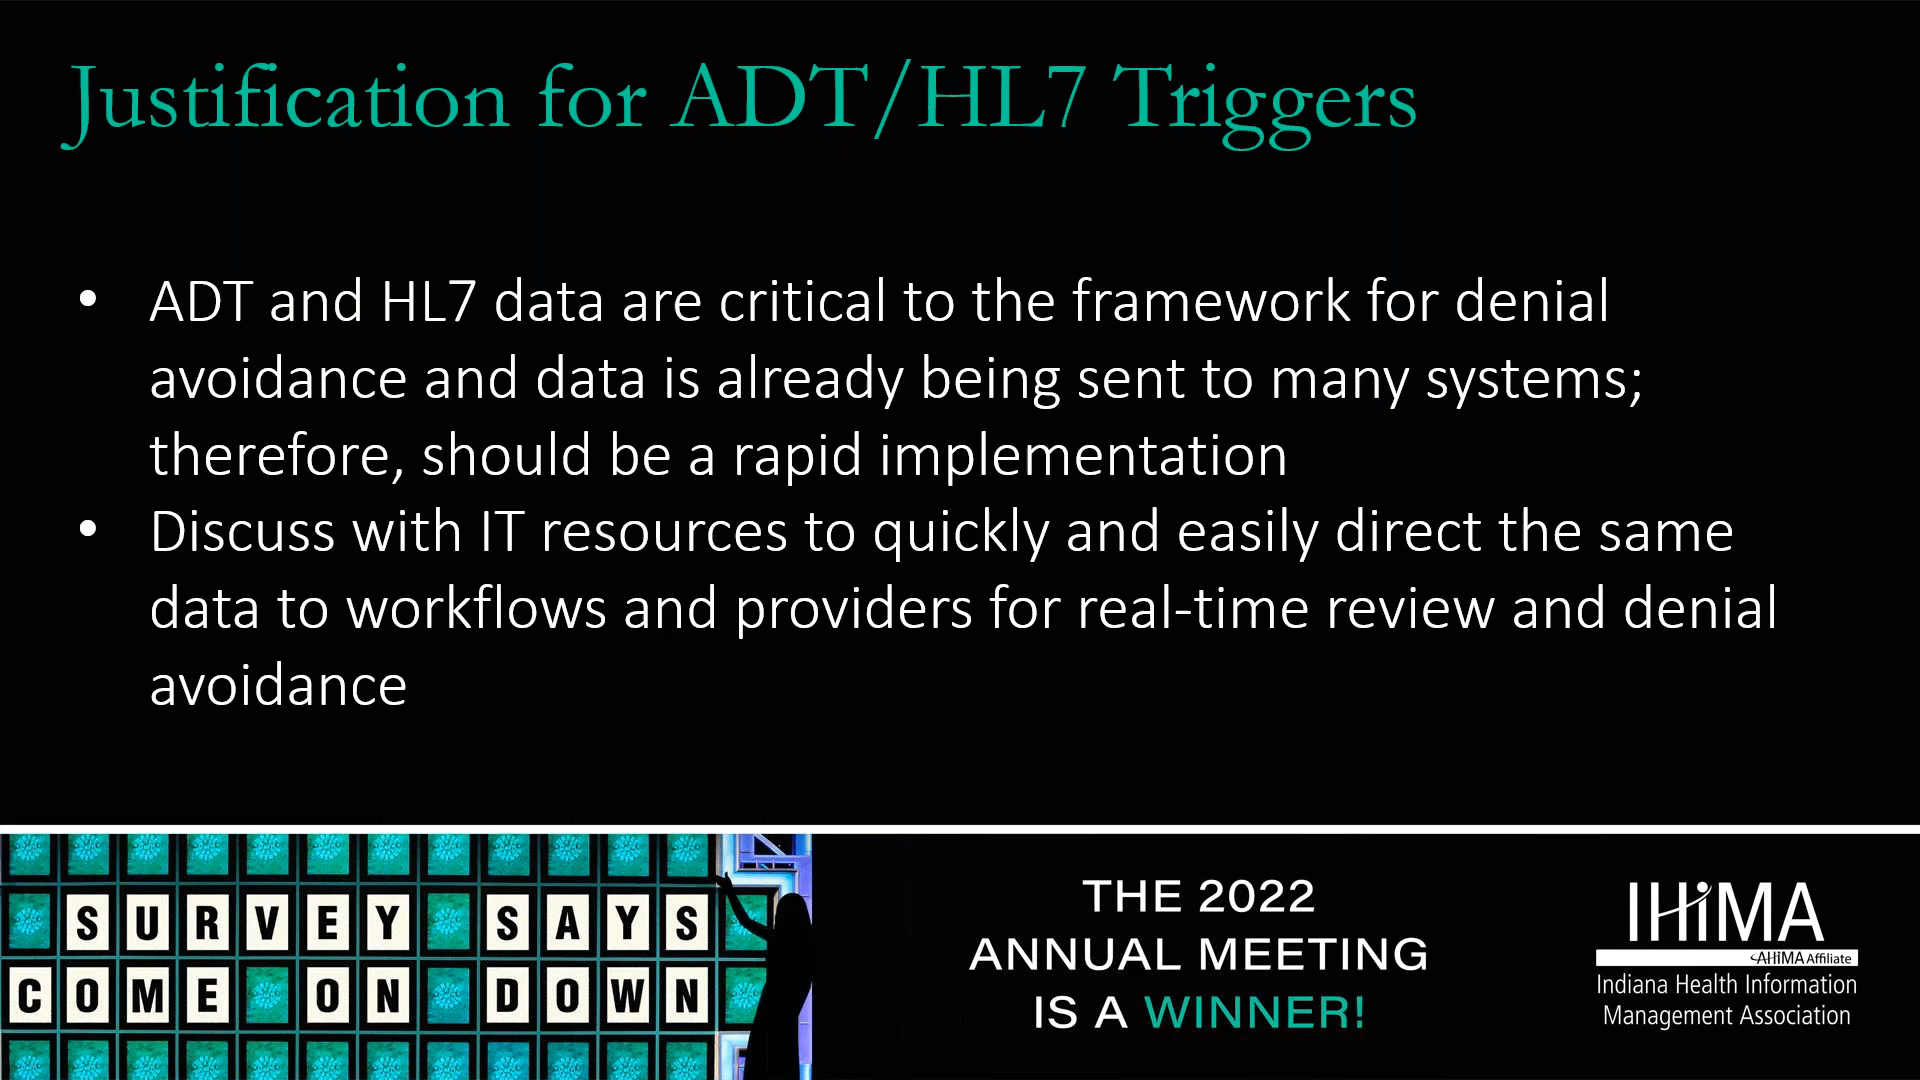 Justification for ADT/HL7 Triggers
• ADT and HL7 data are critical to the framework for denial
avoidance and data is already being sent to many systems;
therefore, should be a rapid implementation
• Discuss with IT resources to quickly and easily direct the same
data to workflows and providers for real-time review and denial
avoidance
SURVEY SAYS
COME ON DOWN
THE 2022
ANNUAL MEETING
IS A WINNER!
IHiMA
AHiMA Affiliate
Indiana Health Information
Management Association